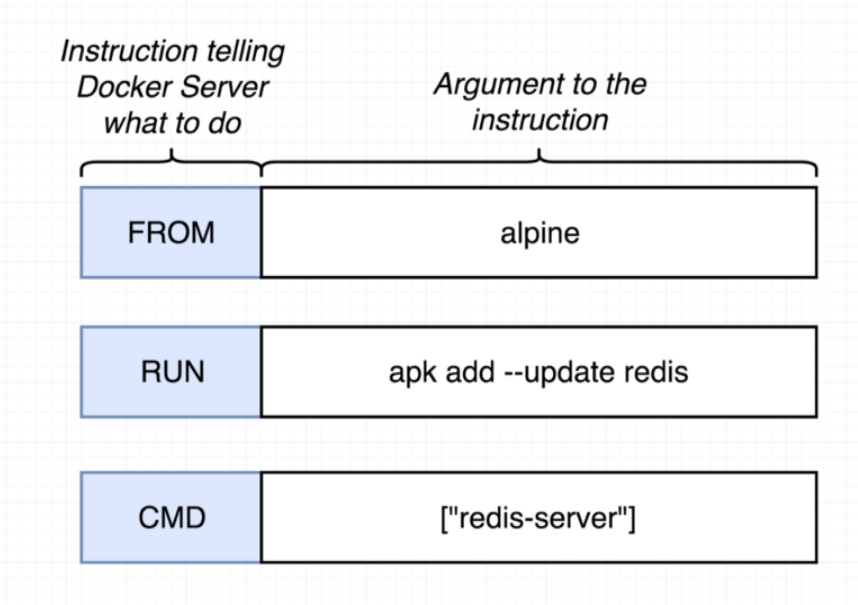 Instruction telling
Docker Server
what to do
Argument to the
instruction
FROM
alpine
RUN
apk add --update redis
CMD
["redis-server"]